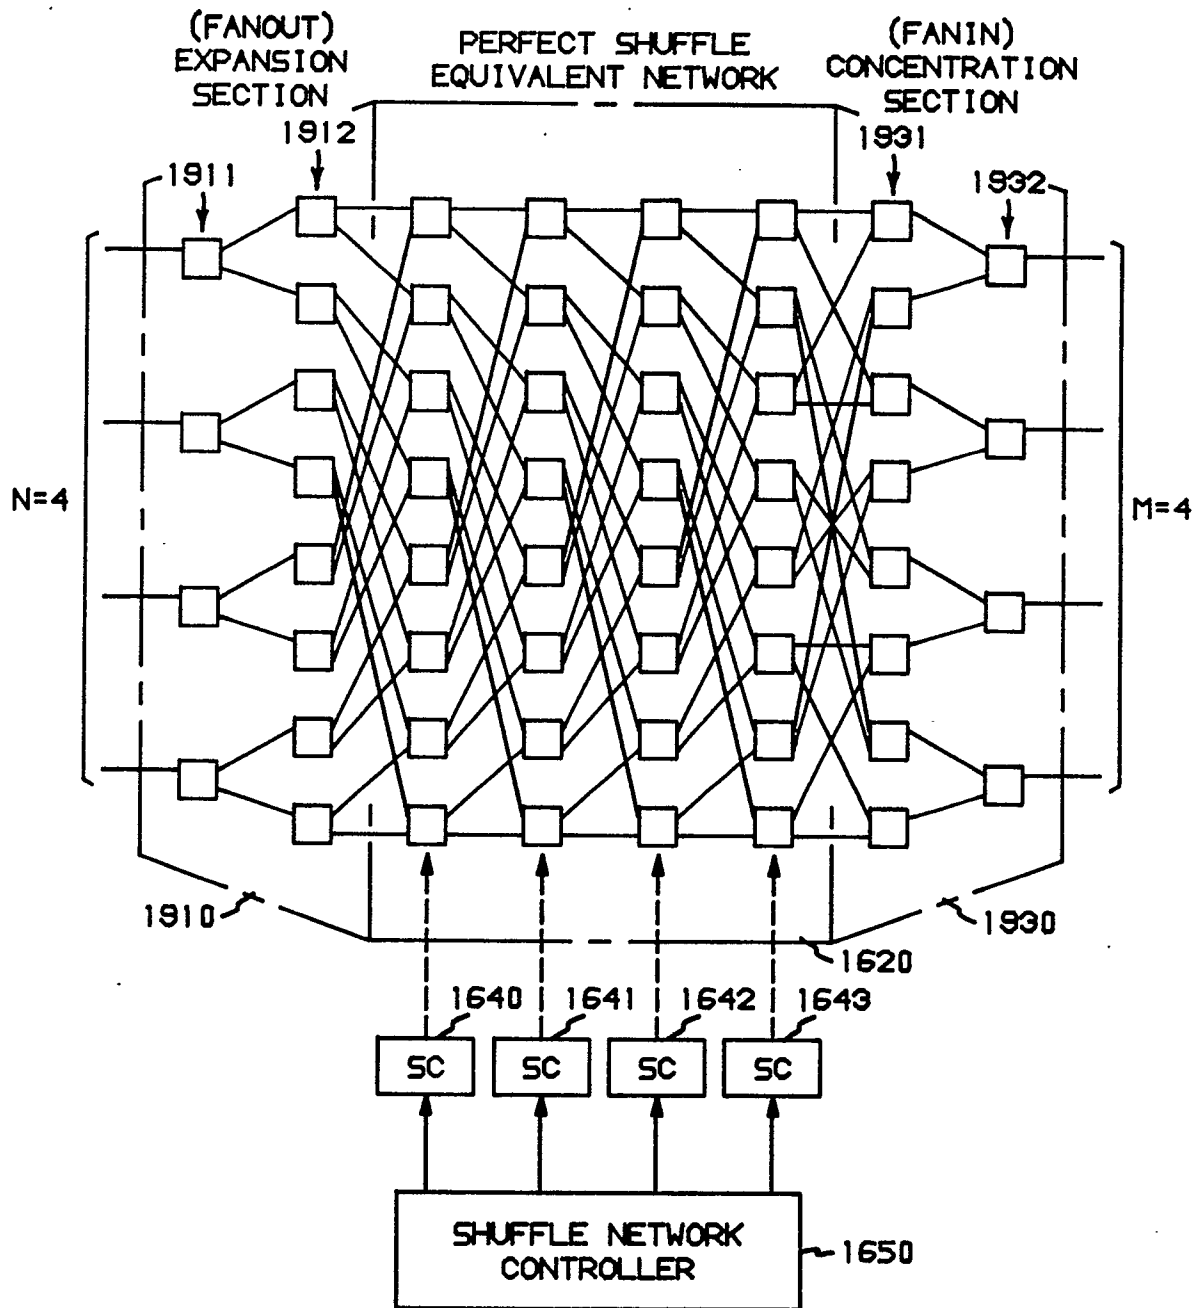 (FANOUT)
EXPANSION
SECTION
PERFECT SHUFFLE
EQUIVALENT NETWORK
(FANIN)
CONCENTRATION
SECTION
1912
1931
1911
1932
N=4
M=4
1910
1930
1620
1640
1641
1642
1643
SC
SC
SC
SC
SHUFFLE NETWORK
CONTROLLER
1650